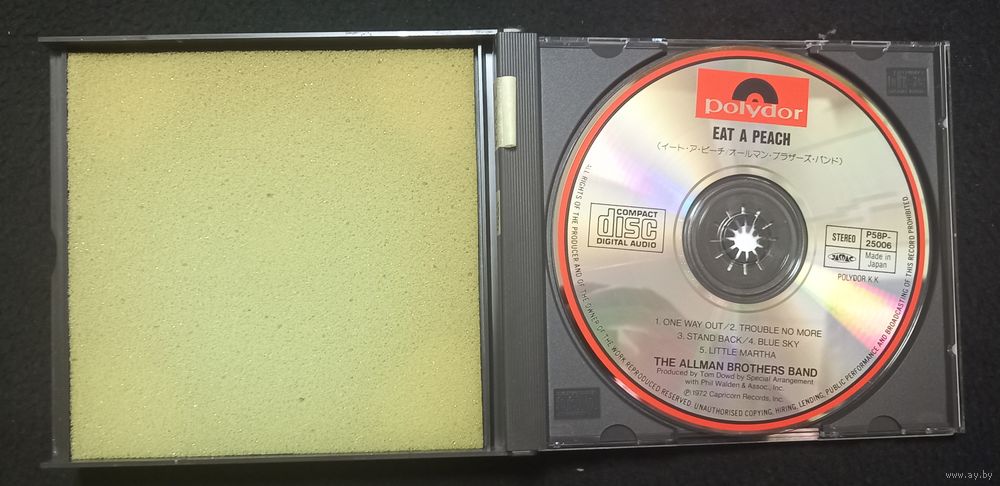 polydor
EAT A PEACH
(イート・ア・ピーチ/オールマン・ブラザーズ・バンド)
COMPACT
disc
DIGITAL AUDIO
STEREO
P58P-
25006
JASRAC
Made in
Japan
POLYDOR K K
1. ONE WAY OUT/2. TROUBLE NO MORE
3. STAND BACK/4. BLUE SKY
5. LITTLE MARTHA
THE ALLMAN BROTHERS BAND
Produced by Tom Dowd by Special Arrangement
with Phil Walden & Assoc., Inc.
℗1972 Capricorn Records, Inc.
ALL RIGHTS OF THE PRODUCER AND OF THE OWNER OF THE WORK REPRODUCED RESERVED. UNAUTHORISED COPYING, HIRING, LENDING, PUBLIC PERFORMANCE AND BROADCASTING OF THIS RECORD PROHIBITED.
www.ay.by